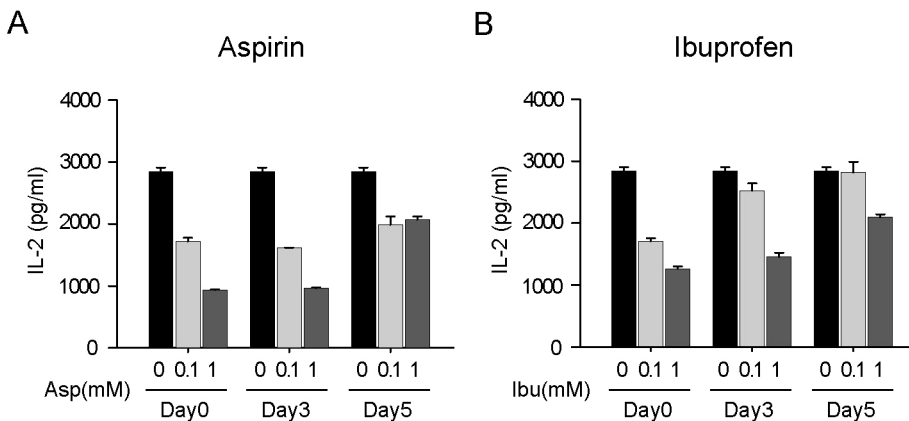 A
Aspirin
IL-2 (pg/ml)
4000
3000
2000
1000
0
0 0.1 1 0 0.1 1 0 0.1 1
Asp(mM)
Day0 Day3 Day5
B
Ibuprofen
IL-2 (pg/ml)
4000
3000
2000
1000
0
0 0.1 1 0 0.1 1 0 0.1 1
Ibu(mM)
Day0 Day3 Day5